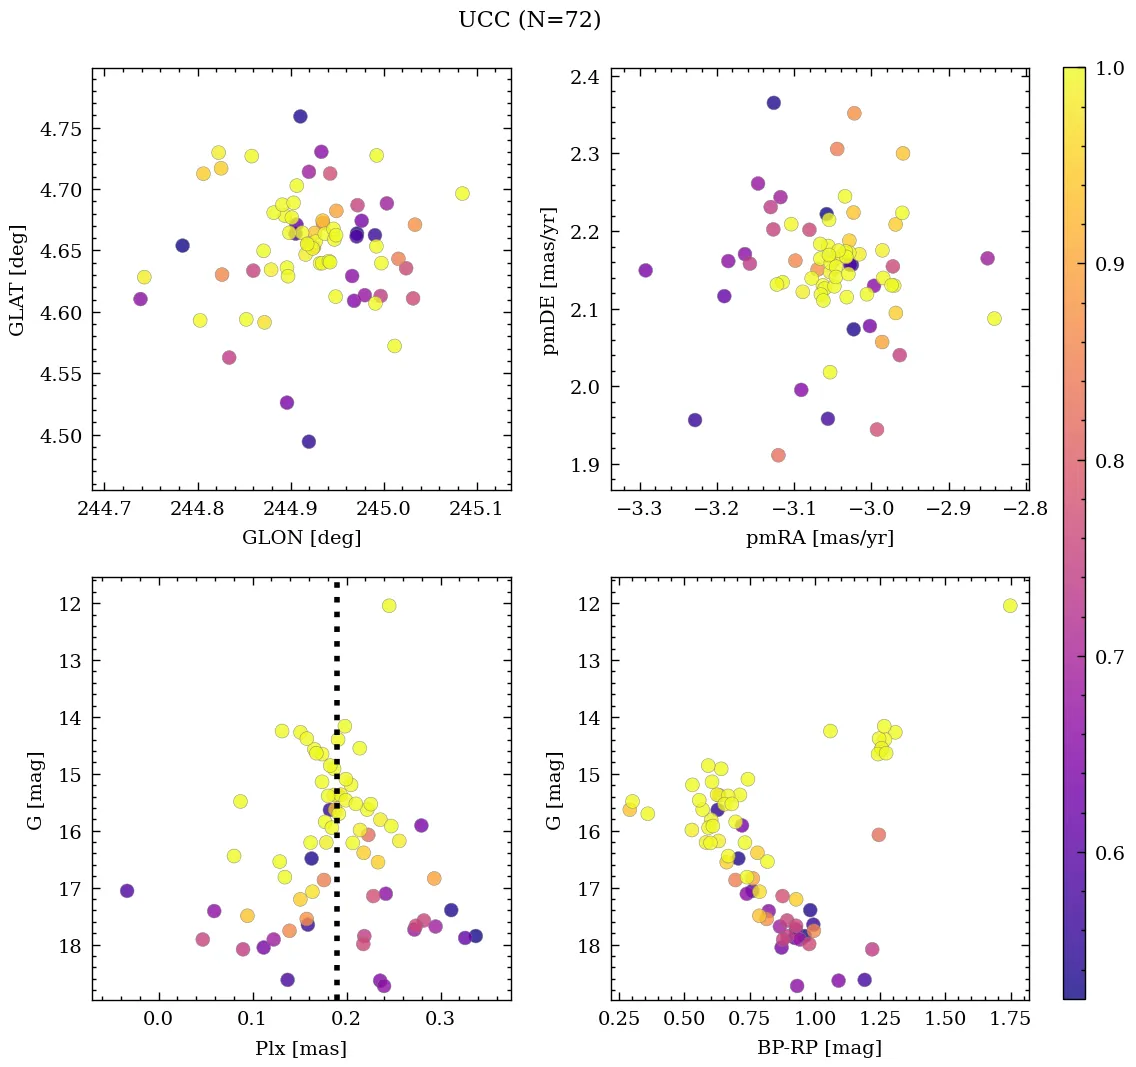 UCC (N=72)
4.75
4.70
4.65
4.60
4.55
4.50
GLAT [deg]
244.7 244.8 244.9 245.0 245.1
GLON [deg]
2.4
2.3
2.2
2.1
2.0
1.9
pmDE [mas/yr]
−3.3 −3.2 −3.1 −3.0 −2.9 −2.8
pmRA [mas/yr]
12
13
14
15
16
17
18
G [mag]
0.0 0.1 0.2 0.3
Plx [mas]
12
13
14
15
16
17
18
G [mag]
0.25 0.50 0.75 1.00 1.25 1.50 1.75
BP-RP [mag]
1.0
0.9
0.8
0.7
0.6